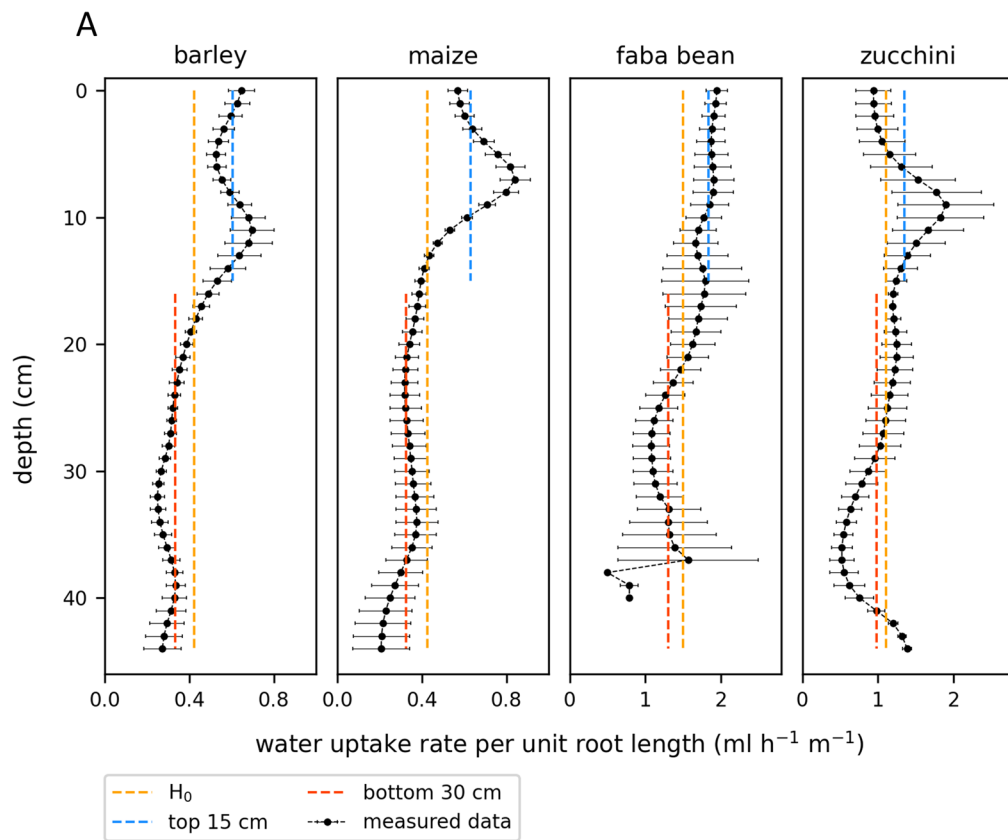 A
barley maize faba bean zucchini
0
10
20
30
40
depth (cm)
0.0 0.4 0.8 0.0 0.4 0.8 0 1 2 0 1 2
water uptake rate per unit root length (ml h⁻¹ m⁻¹)
H₀ bottom 30 cm
top 15 cm measured data